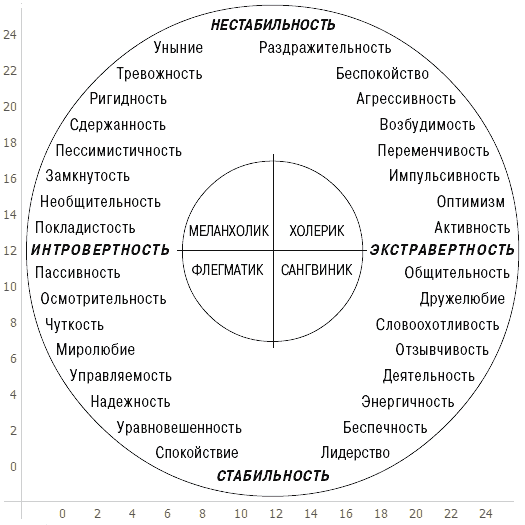 НЕСТАБИЛЬНОСТЬ
24
Уныние Раздражительность
Тревожность Беспокойство
22
Ригидность Агрессивность
20
Сдержанность Возбудимость
18
Пессимистичность Переменчивость
Замкнутость Импульсивность
16
Необщительность Оптимизм
14
Покладистость Активность
МЕЛАНХОЛИК ХОЛЕРИК
12
ИНТРОВЕРТНОСТЬ ЭКСТРАВЕРТНОСТЬ
ФЛЕГМАТИК САНГВИНИК
Пассивность Общительность
10
Осмотрительность Дружелюбие
8
Чуткость Словоохотливость
Миролюбие Отзывчивость
6
Управляемость Деятельность
4
Надежность Энергичность
2
Уравновешенность Беспечность
Спокойствие Лидерство
0
СТАБИЛЬНОСТЬ
0 2 4 6 8 10 12 14 16 18 20 22 24